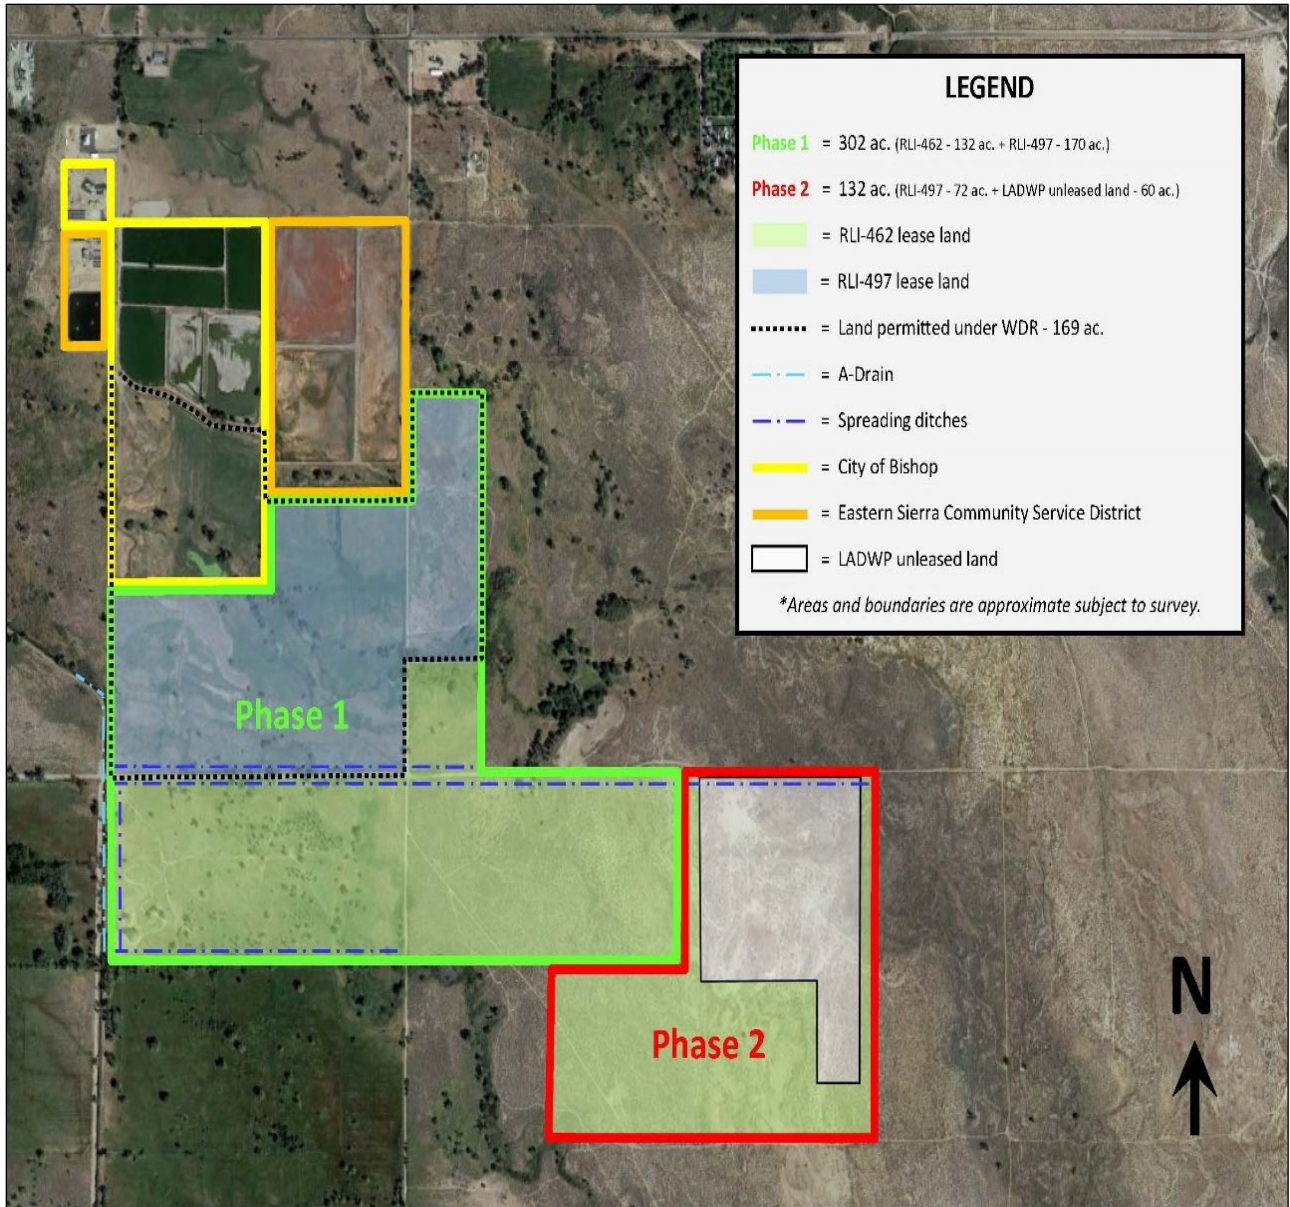 LEGEND
Phase 1 = 302 ac. (RLI-462 - 132 ac. + RLI-497 - 170 ac.)
Phase 2 = 132 ac. (RLI-497 - 72 ac. + LADWP unleased land - 60 ac.)
= RLI-462 lease land
= RLI-497 lease land
= Land permitted under WDR - 169 ac.
= A-Drain
= Spreading ditches
= City of Bishop
= Eastern Sierra Community Service District
= LADWP unleased land
*Areas and boundaries are approximate subject to survey.
Phase 1
Phase 2
N